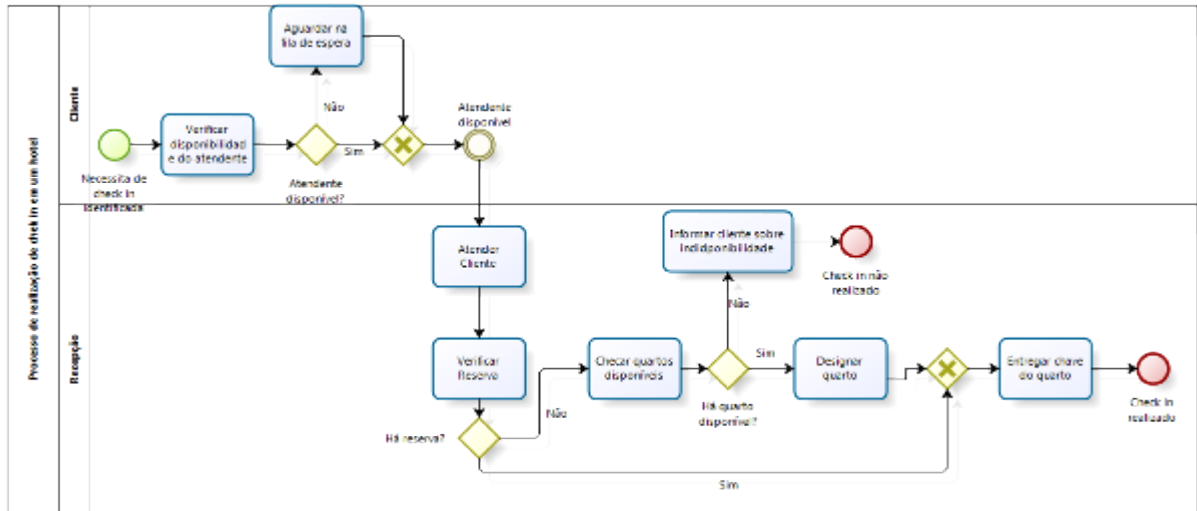 Processo de realização de chek in em um hotel
Cliente
Aguardar na
fila de espera
Não
Atendente
disponível
Verificar
disponibilidad
e do atendente
Sim
Necessita de
check in
identificada
Atendente
disponível?
Recepção
Atender
Cliente
Informar cliente sobre
indidponibilidade
Check in não
realizado
Não
Verificar
Reserva
Checar quartos
disponíveis
Sim
Designar
quarto
Entregar chave
do quarto
Não
Há quarto
disponível?
Check in
realizado
Há reserva?
Sim